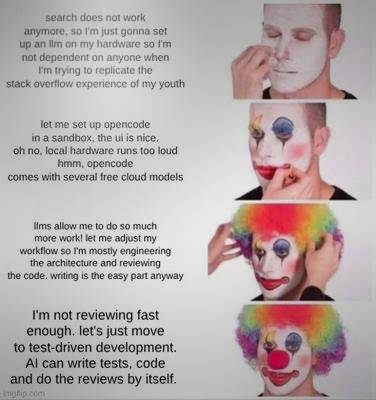 search does not work
anymore, so I'm just gonna set
up an llm on my hardware so I'm
not dependent on anyone when
I'm trying to replicate the
stack overflow experience of my youth
let me set up opencode
in a sandbox, the ui is nice.
oh no, local hardware runs too loud
hmm, opencode
comes with several free cloud models
llms allow me to do so much
more work! let me adjust my
workflow so I'm mostly engineering
the architecture and reviewing
the code. writing is the easy part anyway
I'm not reviewing fast
enough. let's just move
to test-driven development.
AI can write tests, code
and do the reviews by itself.
imgflip.com